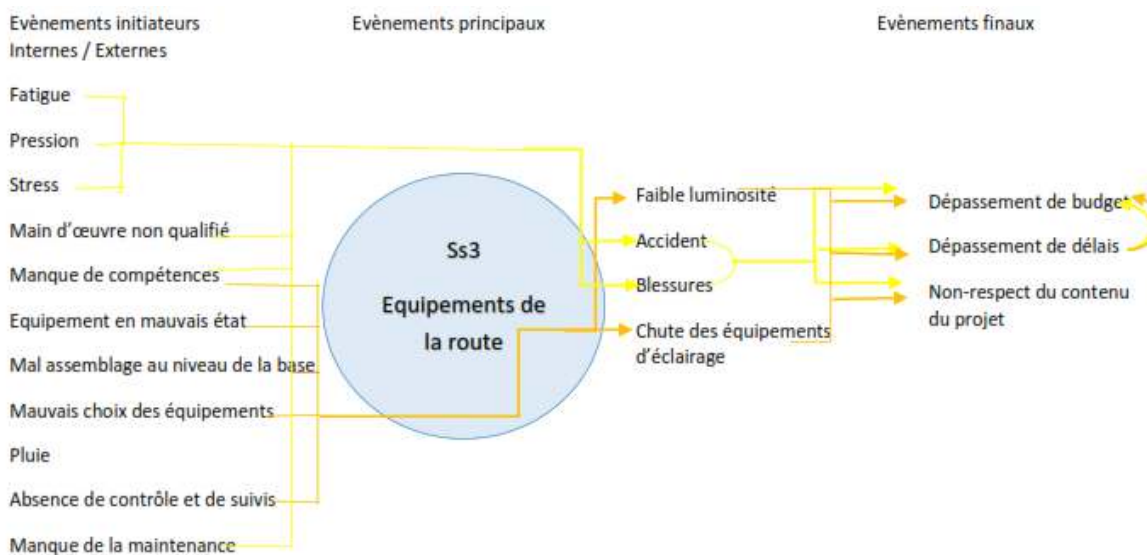 Evènements initiateurs
Internes / Externes
Evènements principaux
Evènements finaux
Fatigue
Pression
Stress
Main d'œuvre non qualifié
Manque de compétences
Equipement en mauvais état
Mal assemblage au niveau de la base
Mauvais choix des équipements
Pluie
Absence de contrôle et de suivis
Manque de la maintenance
Ss3
Equipements de
la route
Faible luminosité
Accident
Blessures
Chute des équipements
d'éclairage
Dépassement de budget
Dépassement de délais
Non-respect du contenu
du projet